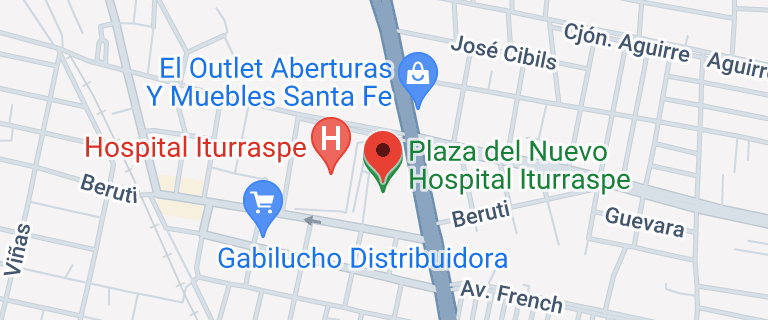 José Cibils
Cjón. Aguirre
Aguirr
El Outlet Aberturas
Y Muebles Santa Fe
H
Hospital Iturraspe
Plaza del Nuevo
Hospital Iturraspe
Beruti
Beruti
Guevara
Viñas
Gabilucho Distribuidora
Av. French